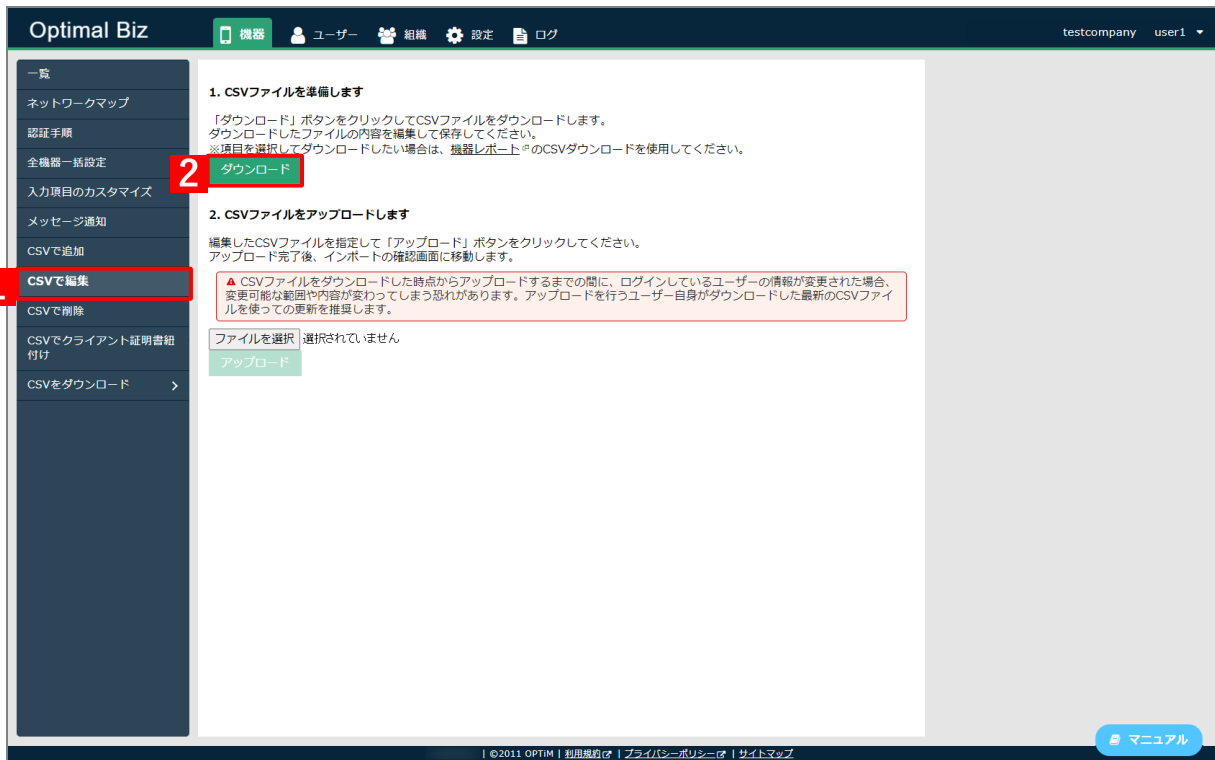 Optimal Biz
機器 ユーザー 組織 設定 ログ
testcompany user1
一覧
ネットワークマップ
認証手順
全機器一括設定
入力項目のカスタマイズ
メッセージ通知
CSVで追加
CSVで編集
CSVで削除
CSVでクライアント証明書紐
付け
CSVをダウンロード
1. CSVファイルを準備します
「ダウンロード」ボタンをクリックしてCSVファイルをダウンロードします。
ダウンロードしたファイルの内容を編集して保存してください。
※項目を選択してダウンロードしたい場合は、機器レポートのCSVダウンロードを使用してください。
2
ダウンロード
2. CSVファイルをアップロードします
編集したCSVファイルを指定して「アップロード」ボタンをクリックしてください。
アップロード完了後、インポートの確認画面に移動します。
CSVファイルをダウンロードした時点からアップロードするまでの間に、ログインしているユーザーの情報が変更された場合、
変更可能な範囲や内容が変わってしまう恐れがあります。アップロードを行うユーザー自身がダウンロードした最新のCSVファイ
ルを使っての更新を推奨します。
ファイルを選択 選択されていません
アップロード
マニュアル
| ©2011 OPTiM | 利用規約 | プライバシーポリシー | サイトマップ